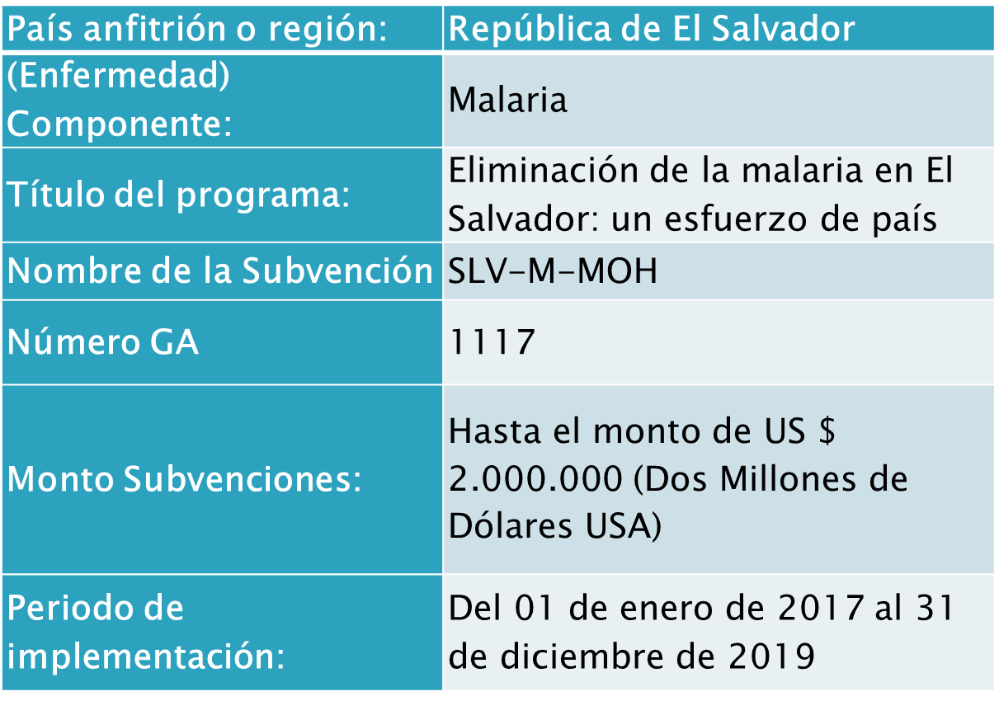 País anfitrión o región:
República de El Salvador
(Enfermedad)
Componente:
Malaria
Título del programa:
Eliminación de la malaria en El
Salvador: un esfuerzo de país
Nombre de la Subvención
SLV-M-MOH
Número GA
1117
Monto Subvenciones:
Hasta el monto de US $
2.000.000 (Dos Millones de
Dólares USA)
Periodo de
implementación:
Del 01 de enero de 2017 al 31
de diciembre de 2019